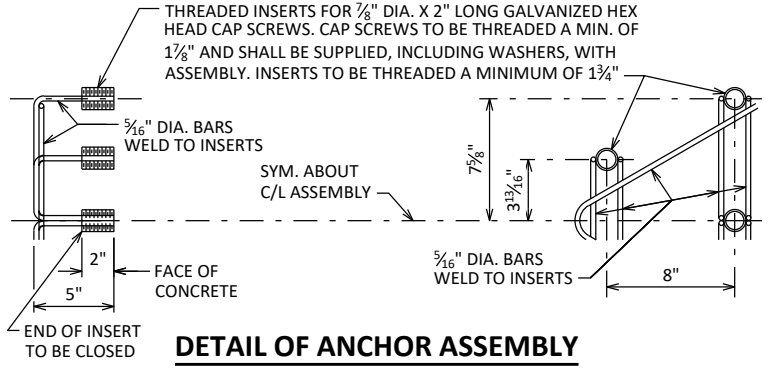 THREADED INSERTS FOR ⅞" DIA. X 2" LONG GALVANIZED HEX
HEAD CAP SCREWS. CAP SCREWS TO BE THREADED A MIN. OF
1⅞" AND SHALL BE SUPPLIED, INCLUDING WASHERS, WITH
ASSEMBLY. INSERTS TO BE THREADED A MINIMUM OF 1¾"
5⁄16" DIA. BARS
WELD TO INSERTS
SYM. ABOUT
C/L ASSEMBLY
7⅝"
3 13⁄16"
5⁄16" DIA. BARS
WELD TO INSERTS
8"
2"
FACE OF
CONCRETE
5"
END OF INSERT
TO BE CLOSED
DETAIL OF ANCHOR ASSEMBLY